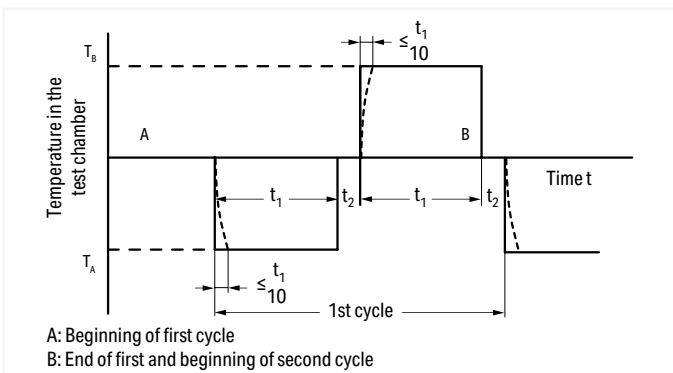 Temperature in the
test chamber
T_B
A
B
≤ t₁/10
Time t
t₁
t₂
t₁
t₂
T_A
≤ t₁/10
1st cycle
A: Beginning of first cycle
B: End of first and beginning of second cycle